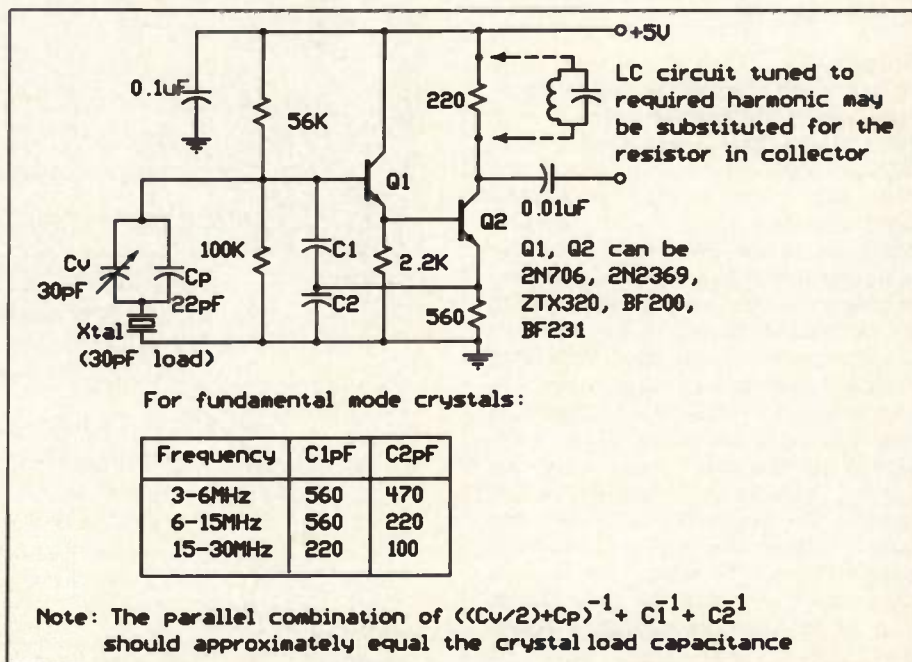 +5V
0.1uF
56K
220
LC circuit tuned to
required harmonic may
be substituted for the
resistor in collector
Q1
Q2
0.01uF
Cv
30pF
Cp
22pF
100K
C1
2.2K
C2
560
Q1, Q2 can be
2N706, 2N2369,
ZTX320, BF200,
BF231
Xtal
(30pF load)
For fundamental mode crystals:
Frequency C1pF C2pF
3-6MHz 560 470
6-15MHz 560 220
15-30MHz 220 100
Note: The parallel combination of ((Cv/2)+Cp)⁻¹ + C1⁻¹ + C2⁻¹
should approximately equal the crystal load capacitance